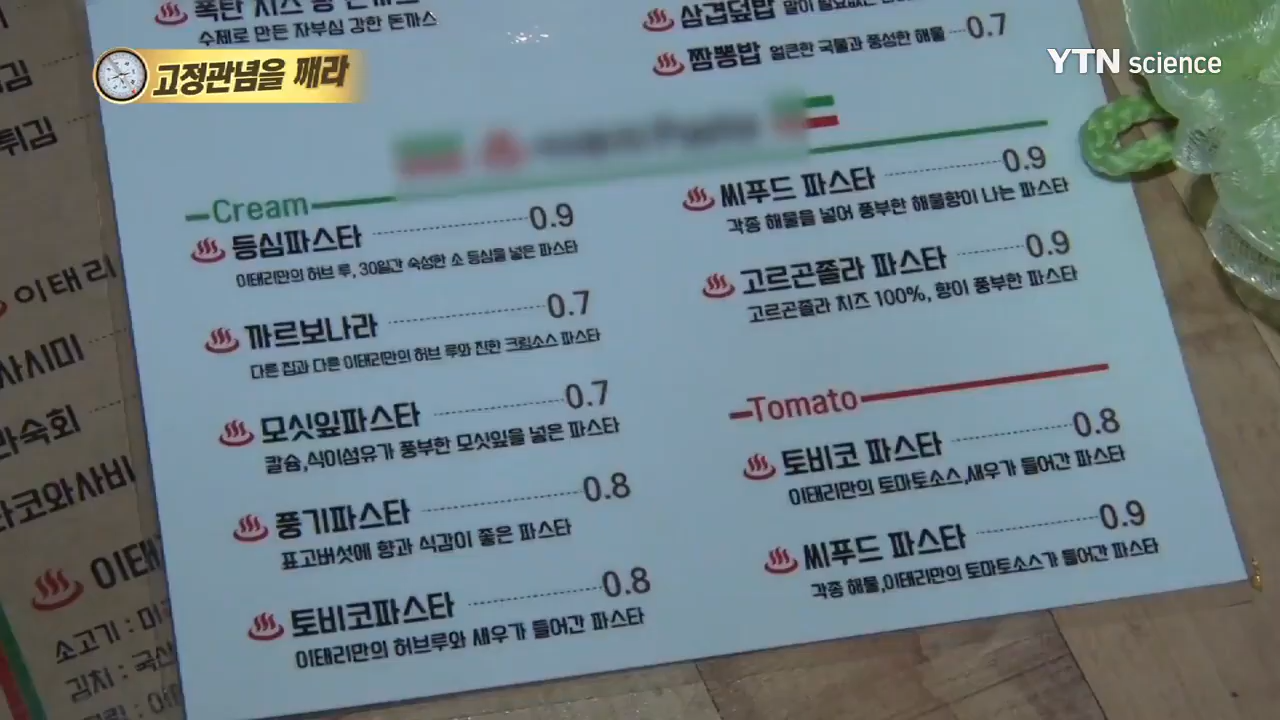 수제로 만든 자부심 강한 돈까스
삼겹덮밥
짬뽕밥 얼큰한 국물과 풍성한 해물 0.7
고정관념을 깨라
YTN science
튀김
이태리
사시미
숙회
타코와사비
소고기 :
김치 : 국산
Cream
등심파스타 0.9
이태리만의 허브 루, 30일간 숙성한 소 등심을 넣은 파스타
까르보나라 0.7
다른 집과 다른 이태리만의 허브 루와 진한 크림소스 파스타
모싯잎파스타 0.7
칼슘,식이섬유가 풍부한 모싯잎을 넣은 파스타
풍기파스타 0.8
표고버섯에 향과 식감이 좋은 파스타
토비코파스타 0.8
이태리만의 허브루와 새우가 들어간 파스타
씨푸드 파스타 0.9
각종 해물을 넣어 풍부한 해물향이 나는 파스타
고르곤졸라 파스타 0.9
고르곤졸라 치즈 100%, 향이 풍부한 파스타
Tomato
토비코 파스타 0.8
이태리만의 토마토소스,새우가 들어간 파스타
씨푸드 파스타 0.9
각종 해물,이태리만의 토마토소스가 들어간 파스타